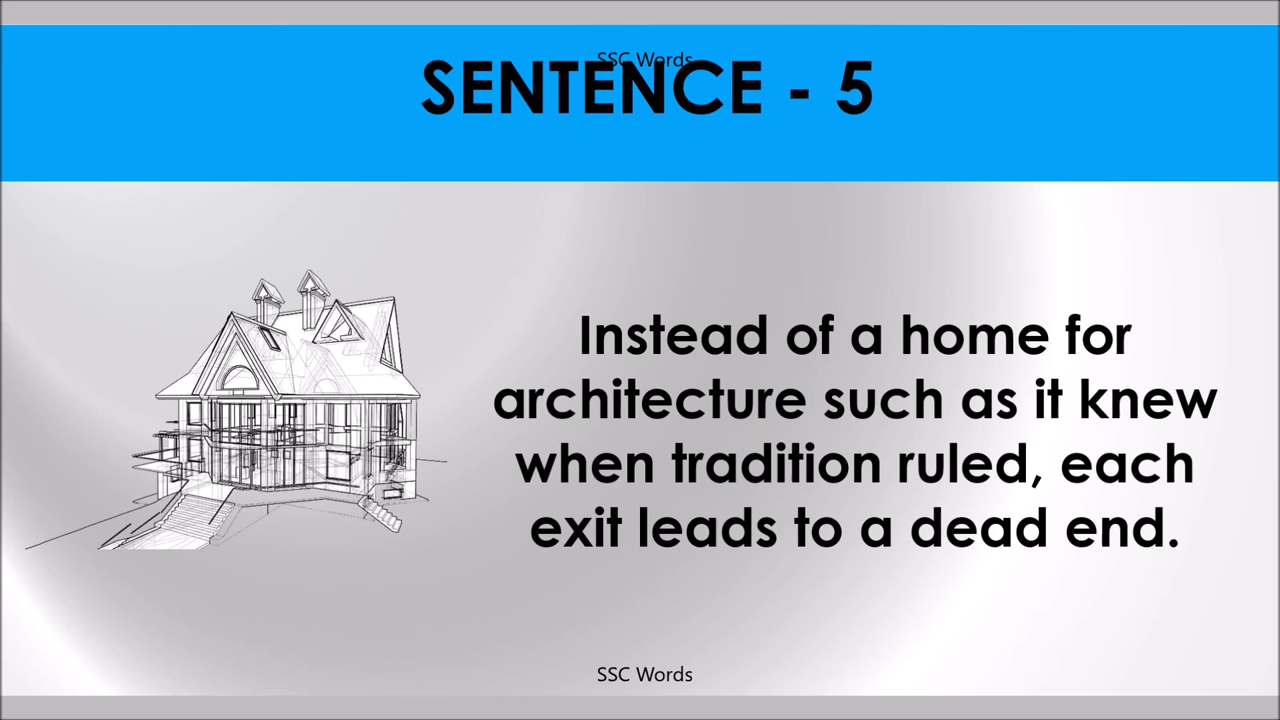 SSC Words
SENTENCE - 5
Instead of a home for
architecture such as it knew
when tradition ruled, each
exit leads to a dead end.
SSC Words